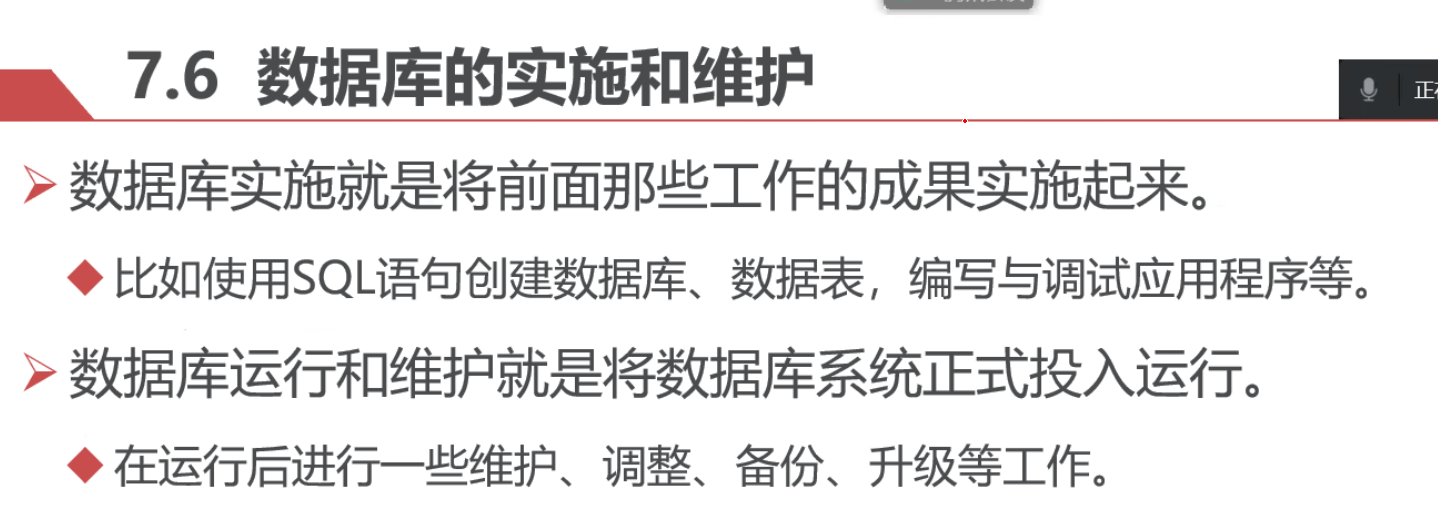 7.6 数据库的实施和维护
数据库实施就是将前面那些工作的成果实施起来。
比如使用SQL语句创建数据库、数据表，编写与调试应用程序等。
数据库运行和维护就是将数据库系统正式投入运行。
在运行后进行一些维护、调整、备份、升级等工作。